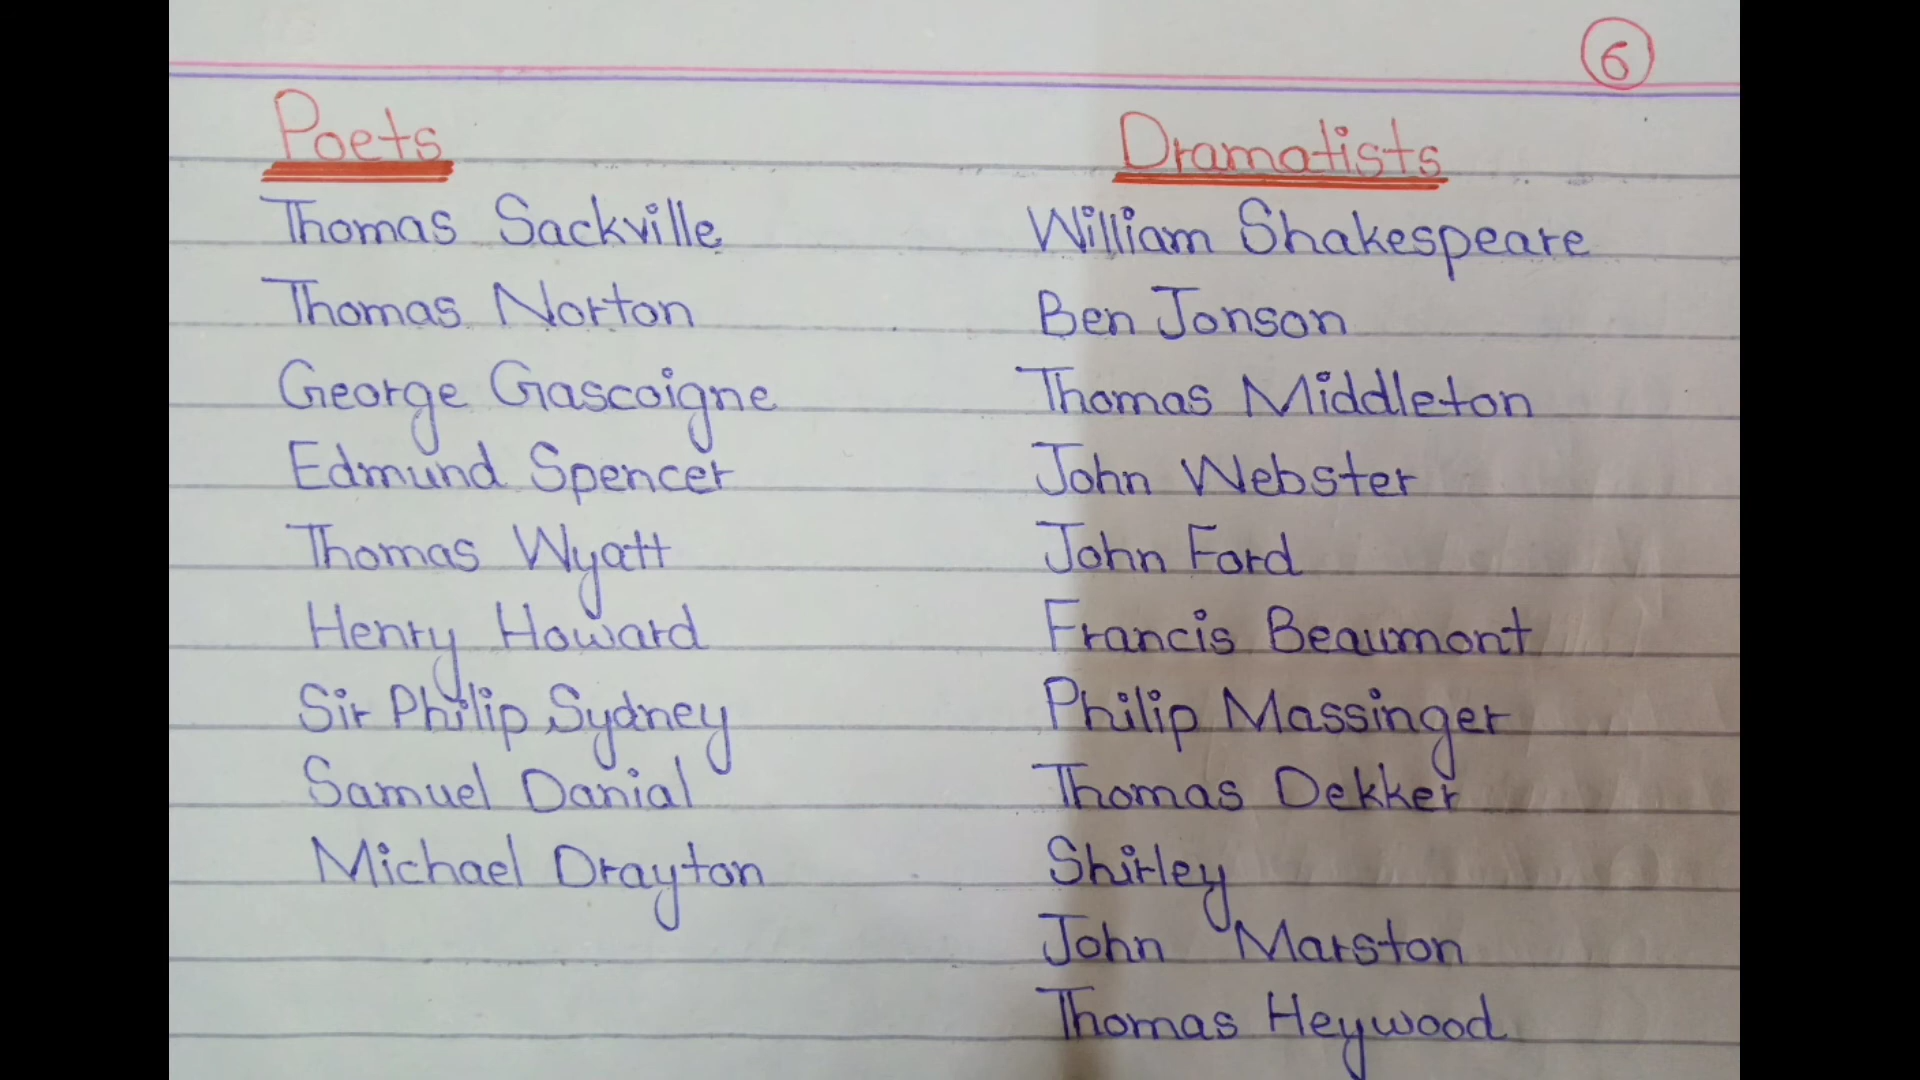 6
Poets
Thomas Sackville
Thomas Norton
George Gascoigne
Edmund Spencer
Thomas Wyatt
Henry Howard
Sir Philip Sydney
Samuel Danial
Michael Drayton
Dramatists
William Shakespeare
Ben Jonson
Thomas Middleton
John Webster
John Ford
Francis Beaumont
Philip Massinger
Thomas Dekker
Shirley
John Marston
Thomas Heywood